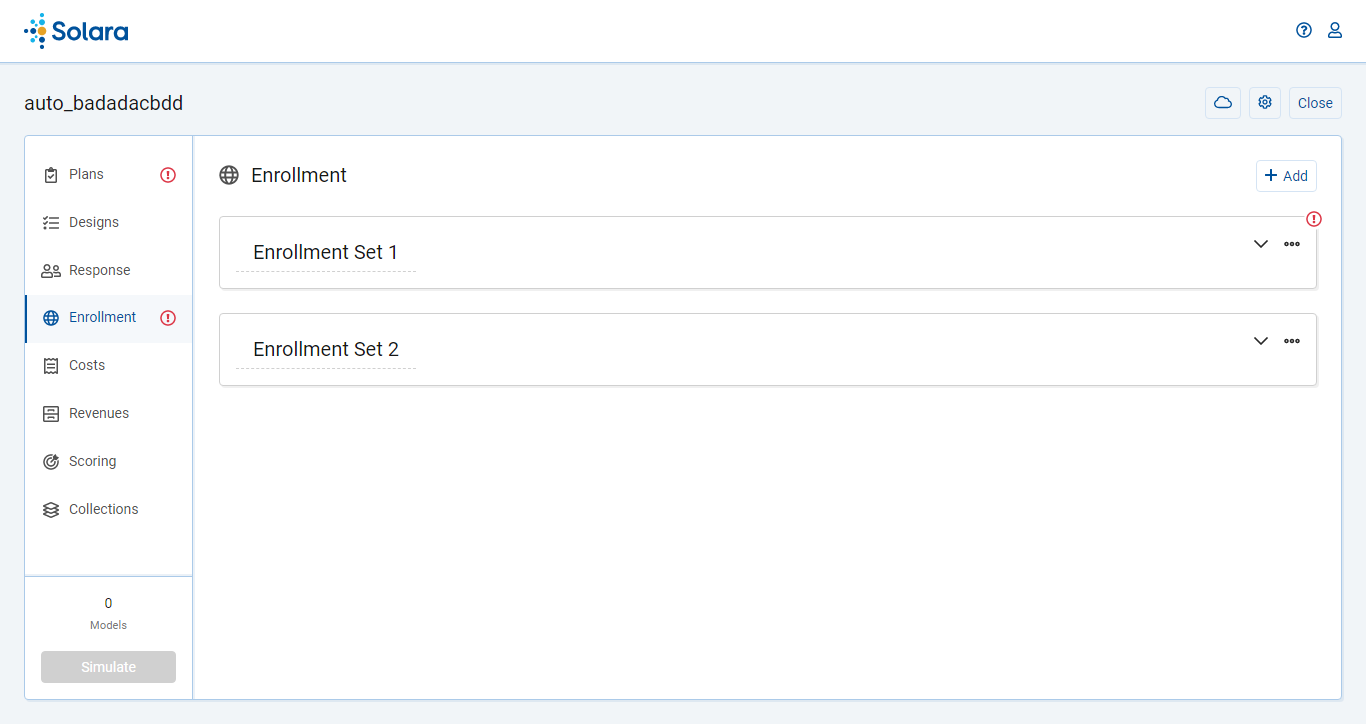 Solara
auto_badadacbdd
Close
Plans
Designs
Response
Enrollment
Costs
Revenues
Scoring
Collections
0
Models
Simulate
Enrollment
Add
Enrollment Set 1
Enrollment Set 2